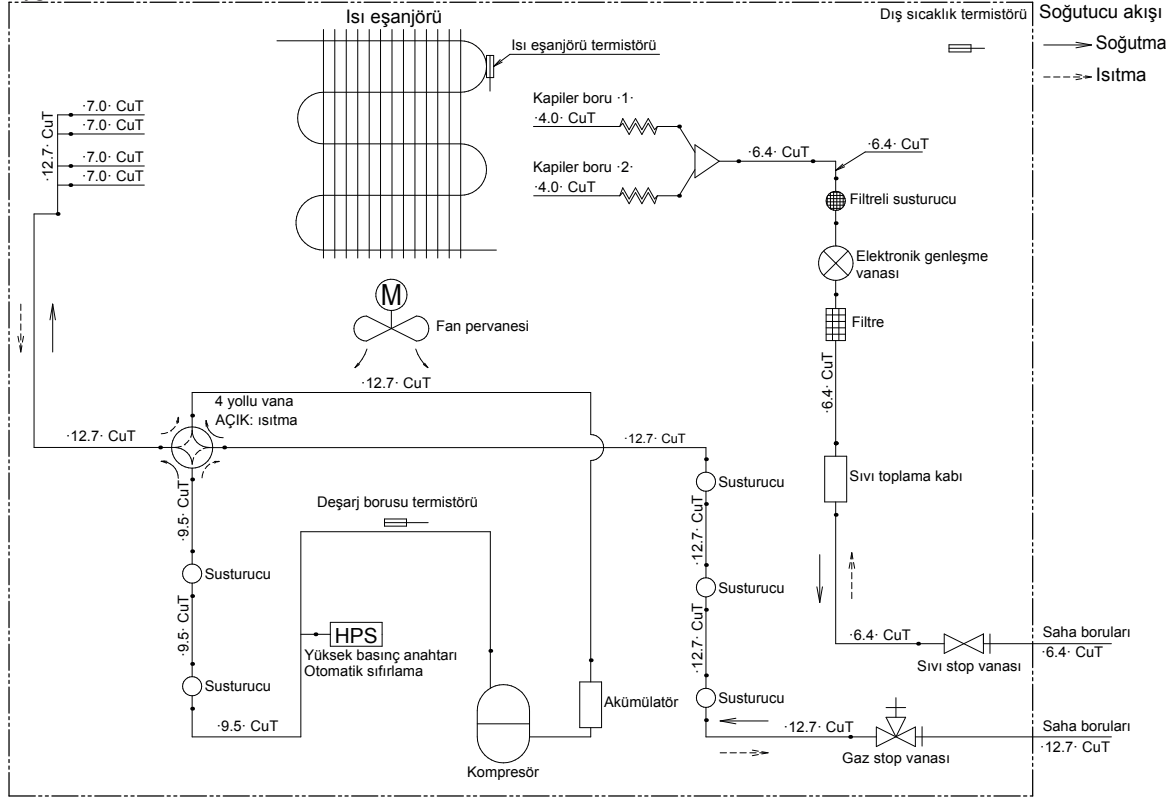 Isı eşanjörü
Dış sıcaklık termistörü
Soğutucu akışı
Soğutma
Isıtma
Isı eşanjörü termistörü
·7.0· CuT
·7.0· CuT
·7.0· CuT
·7.0· CuT
·12.7· CuT
Kapiler boru ·1·
·4.0· CuT
Kapiler boru ·2·
·4.0· CuT
·6.4· CuT
·6.4· CuT
Filtreli susturucu
Elektronik genleşme
vanası
Filtre
·6.4· CuT
M
Fan pervanesi
·12.7· CuT
4 yollu vana
AÇIK: ısıtma
·12.7· CuT
·12.7· CuT
Sıvı toplama kabı
Susturucu
·12.7· CuT
Susturucu
·12.7· CuT
Susturucu
Deşarj borusu termistörü
·9.5· CuT
Susturucu
·9.5· CuT
Susturucu
·9.5· CuT
HPS
Yüksek basınç anahtarı
Otomatik sıfırlama
Kompresör
Akümülatör
·6.4· CuT
Sıvı stop vanası
Saha boruları
·6.4· CuT
·12.7· CuT
Gaz stop vanası
Saha boruları
·12.7· CuT